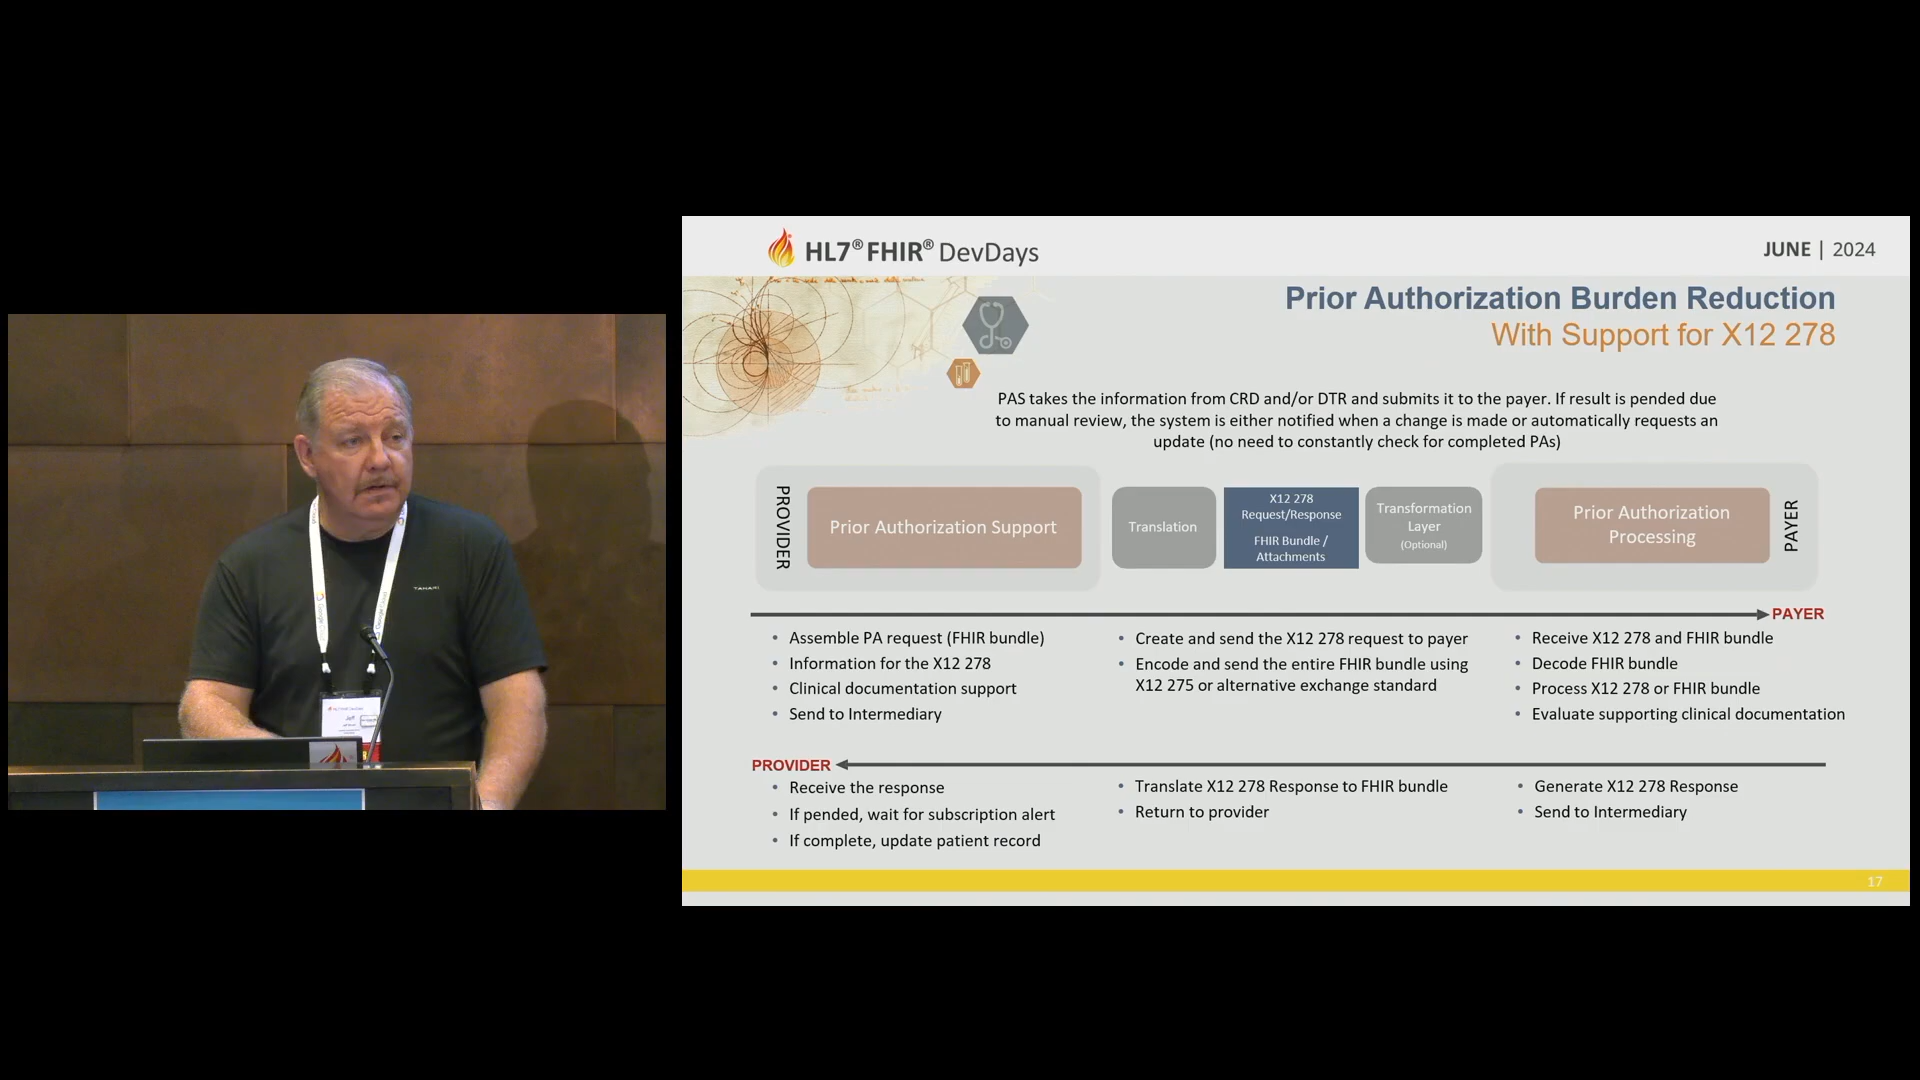 HL7® FHIR® DevDays
JUNE | 2024
Prior Authorization Burden Reduction
With Support for X12 278
PAS takes the information from CRD and/or DTR and submits it to the payer. If result is pended due
to manual review, the system is either notified when a change is made or automatically requests an
update (no need to constantly check for completed PAs)
PROVIDER
Prior Authorization Support
Translation
X12 278
Request/Response
FHIR Bundle /
Attachments
Transformation
Layer
(Optional)
Prior Authorization
Processing
PAYER
PAYER
• Assemble PA request (FHIR bundle)
• Information for the X12 278
• Clinical documentation support
• Send to Intermediary
• Create and send the X12 278 request to payer
• Encode and send the entire FHIR bundle using
X12 275 or alternative exchange standard
• Receive X12 278 and FHIR bundle
• Decode FHIR bundle
• Process X12 278 or FHIR bundle
• Evaluate supporting clinical documentation
PROVIDER
• Receive the response
• If pended, wait for subscription alert
• If complete, update patient record
• Translate X12 278 Response to FHIR bundle
• Return to provider
• Generate X12 278 Response
• Send to Intermediary
17
Jeff